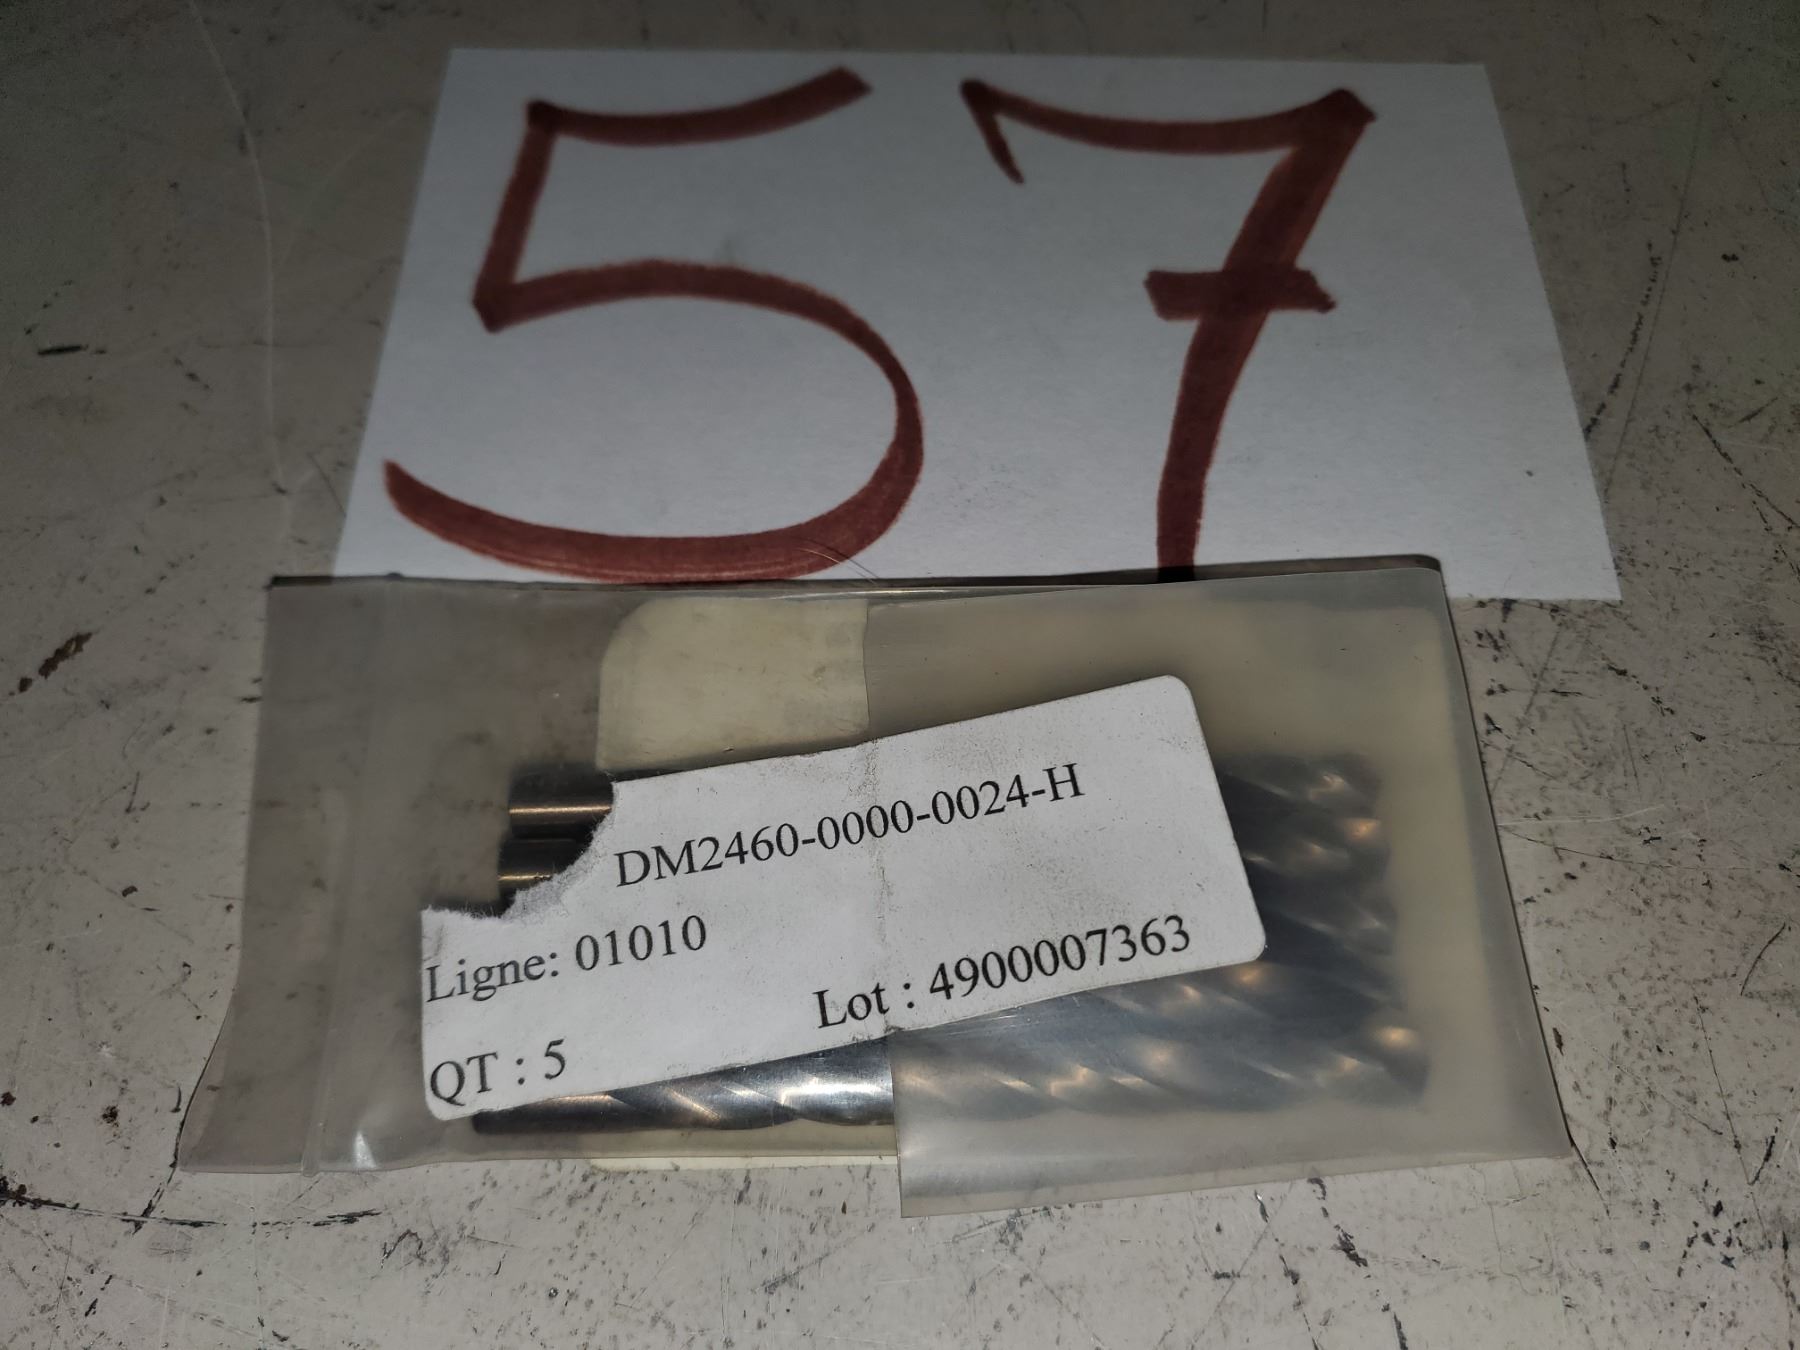 57
DM2460-0000-0024-H
Ligne: 01010
Lot : 4900007363
QT : 5